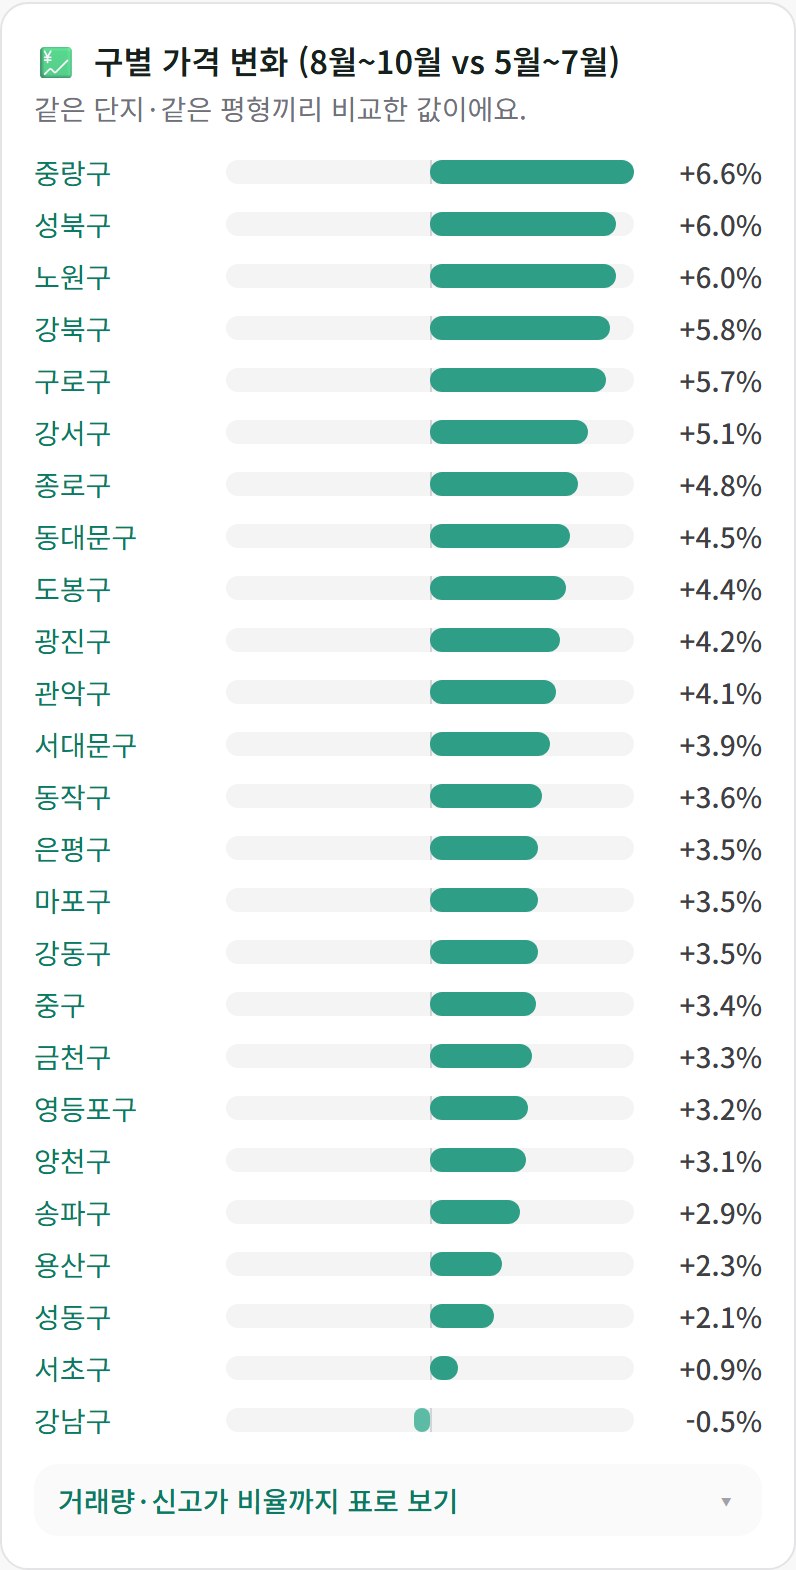 구별 가격 변화 (8월~10월 vs 5월~7월)
같은 단지·같은 평형끼리 비교한 값이에요.
중랑구 +6.6%
성북구 +6.0%
노원구 +6.0%
강북구 +5.8%
구로구 +5.7%
강서구 +5.1%
종로구 +4.8%
동대문구 +4.5%
도봉구 +4.4%
광진구 +4.2%
관악구 +4.1%
서대문구 +3.9%
동작구 +3.6%
은평구 +3.5%
마포구 +3.5%
강동구 +3.5%
중구 +3.4%
금천구 +3.3%
영등포구 +3.2%
양천구 +3.1%
송파구 +2.9%
용산구 +2.3%
성동구 +2.1%
서초구 +0.9%
강남구 -0.5%
거래량·신고가 비율까지 표로 보기 ▼